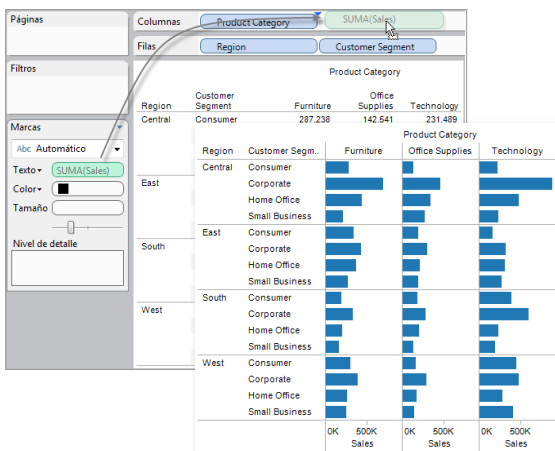 Páginas
Columnas
Product Category
SUMA(Sales)
Filas
Region
Customer Segment
Filtros
Product Category
Region
Customer
Segment
Furniture
Office
Supplies
Technology
Central
Consumer
287.238
142.541
231.489
East
South
West
Marcas
Abc Automático
Texto
SUMA(Sales)
Color
Tamaño
Nivel de detalle
Product Category
Region Customer Segm.. Furniture Office Supplies Technology
Central Consumer
Corporate
Home Office
Small Business
East Consumer
Corporate
Home Office
Small Business
South Consumer
Corporate
Home Office
Small Business
West Consumer
Corporate
Home Office
Small Business
0K 500K 0K 500K 0K 500K
Sales Sales Sales